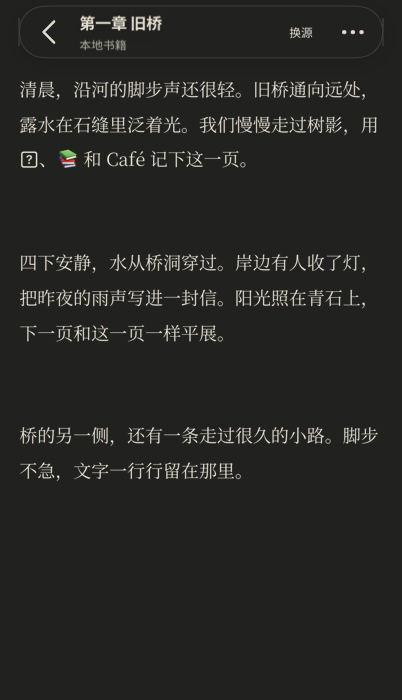 第一章 旧桥
本地书籍
换源
清晨，沿河的脚步声还很轻。旧桥通向远处，
露水在石缝里泛着光。我们慢慢走过树影，用
、📚 和 Café 记下这一页。
四下安静，水从桥洞穿过。岸边有人收了灯，
把昨夜的雨声写进一封信。阳光照在青石上，
下一页和这一页一样平展。
桥的另一侧，还有一条走过很久的小路。脚步
不急，文字一行行留在那里。